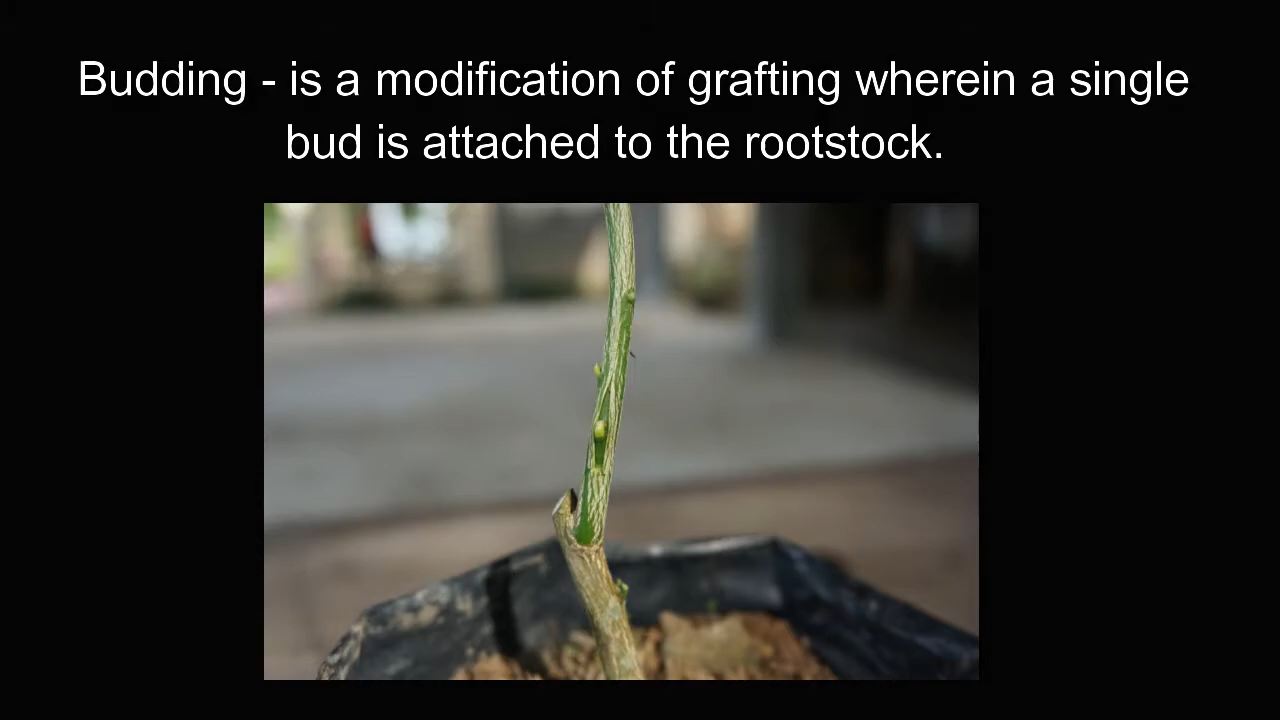 Budding - is a modification of grafting wherein a single
bud is attached to the rootstock.